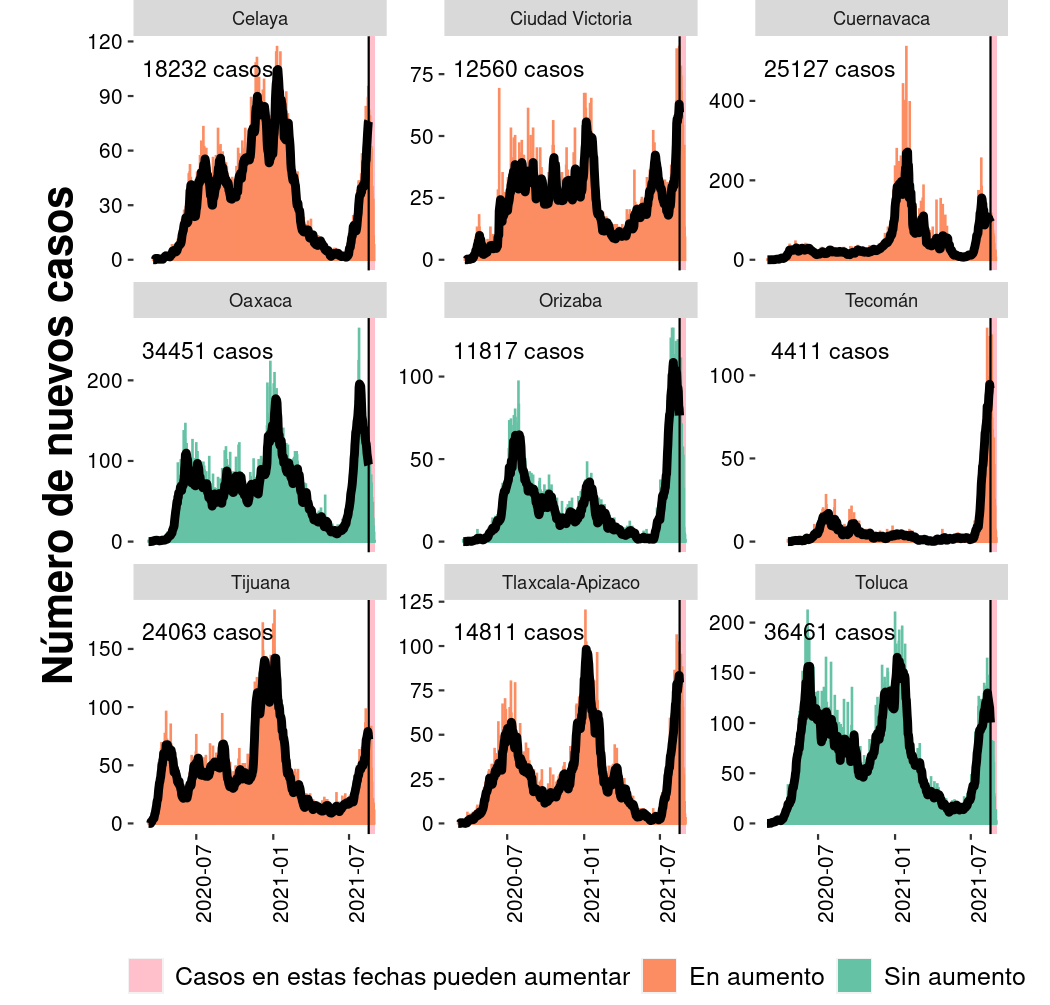 Número de nuevos casos
Celaya
120
90
60
30
0
18232 casos
Ciudad Victoria
75
50
25
0
12560 casos
Cuernavaca
400
200
0
25127 casos
Oaxaca
200
100
0
34451 casos
Orizaba
100
50
0
11817 casos
Tecomán
100
50
0
4411 casos
Tijuana
150
100
50
0
24063 casos
2020-07
2021-01
2021-07
Tlaxcala-Apizaco
125
100
75
50
25
0
14811 casos
2020-07
2021-01
2021-07
Toluca
200
150
100
50
0
36461 casos
2020-07
2021-01
2021-07
Casos en estas fechas pueden aumentar
En aumento
Sin aumento